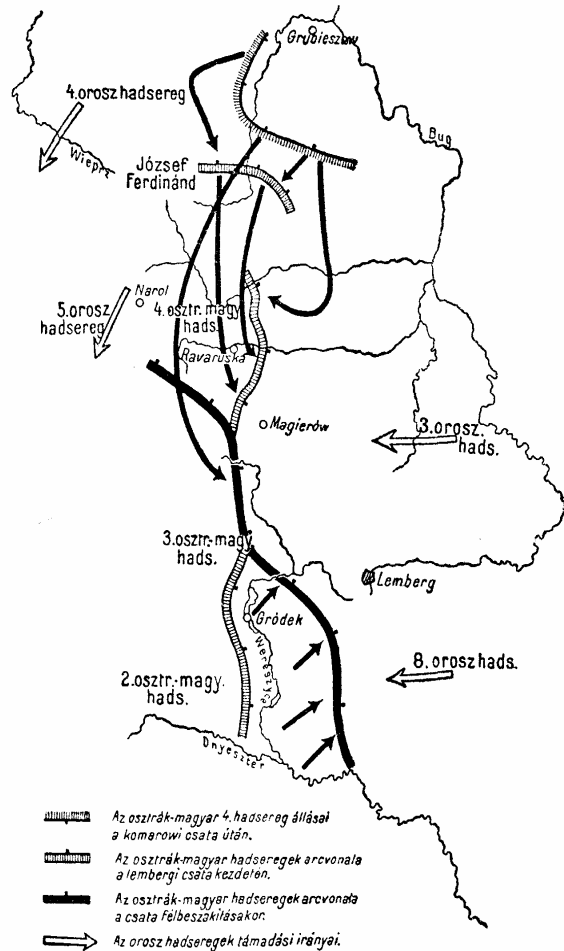 Grubieszow
4. orosz hadsereg
Bug
Wieprz
József
Ferdinánd
Narol
5. orosz
hadsereg
4. osztr. magy
hads.
Ravaruska
Magierów
3. orosz.
hads.
3. osztr.-magy
hads.
Lemberg
Gródek
Wereszyca
8. orosz hads.
2. osztr.-magy.
hads.
Dnyeszter
Az osztrák-magyar 4. hadsereg állásai
a komarowi csata után.
Az osztrák-magyar hadseregek arcvonala
a lembergi csata kezdetén.
Az osztrák-magyar hadseregek arcvonala
a csata félbeszakításakor.
Az orosz hadseregek támadási irányai.